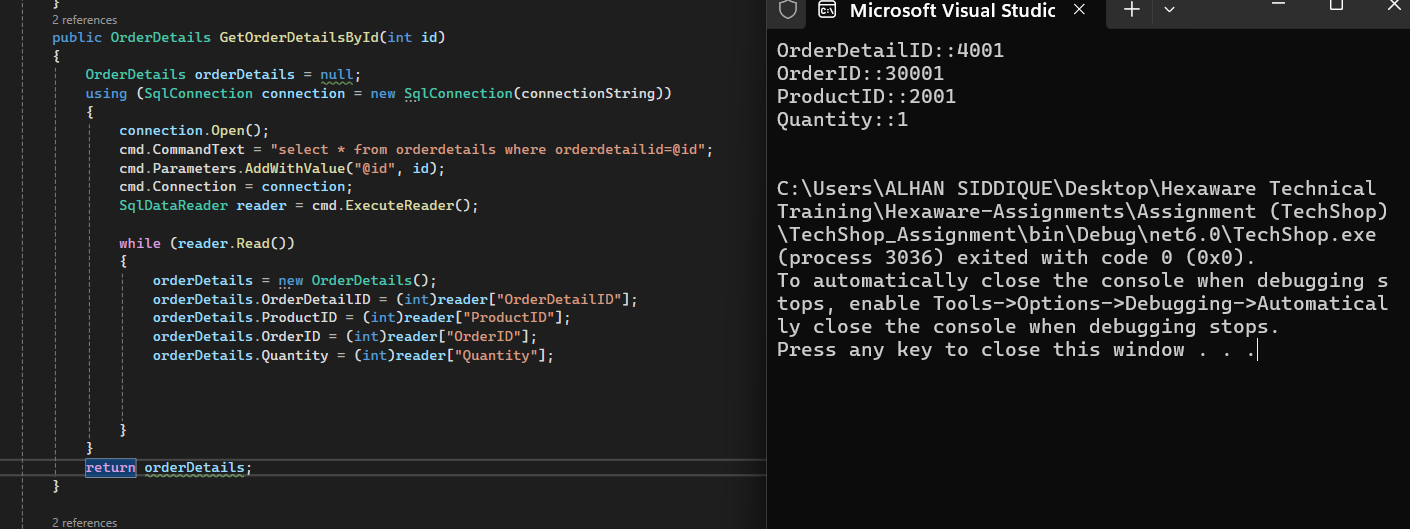 }
2 references
public OrderDetails GetOrderDetailsById(int id)
{
OrderDetails orderDetails = null;
using (SqlConnection connection = new SqlConnection(connectionString))
{
connection.Open();
cmd.CommandText = "select * from orderdetails where orderdetailid=@id";
cmd.Parameters.AddWithValue("@id", id);
cmd.Connection = connection;
SqlDataReader reader = cmd.ExecuteReader();
while (reader.Read())
{
orderDetails = new OrderDetails();
orderDetails.OrderDetailID = (int)reader["OrderDetailID"];
orderDetails.ProductID = (int)reader["ProductID"];
orderDetails.OrderID = (int)reader["OrderID"];
orderDetails.Quantity = (int)reader["Quantity"];
}
}
return orderDetails;
}
2 references
Microsoft Visual Studic
OrderDetailID::4001
OrderID::30001
ProductID::2001
Quantity::1
C:\Users\ALHAN SIDDIQUE\Desktop\Hexaware Technical
Training\Hexaware-Assignments\Assignment (TechShop)
\TechShop_Assignment\bin\Debug\net6.0\TechShop.exe
(process 3036) exited with code 0 (0x0).
To automatically close the console when debugging s
tops, enable Tools->Options->Debugging->Automatical
ly close the console when debugging stops.
Press any key to close this window . . .